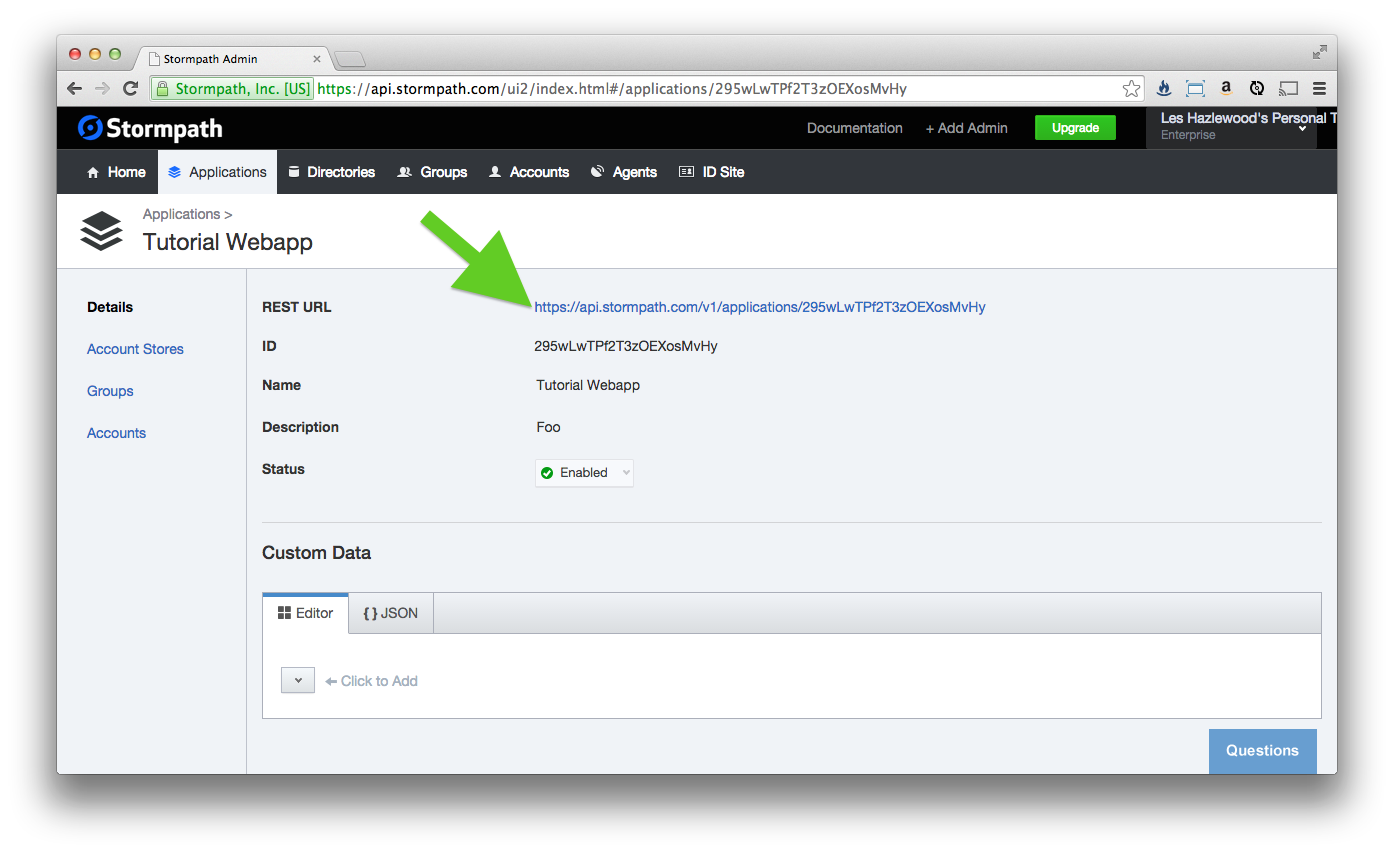 Stormpath Admin
Stormpath, Inc. [US] https://api.stormpath.com/ui2/index.html#/applications/295wLwTPf2T3zOEXosMvHy
Stormpath
Documentation + Add Admin Upgrade Les Hazlewood's Personal T
Enterprise
Home Applications Directories Groups Accounts Agents ID Site
Applications >
Tutorial Webapp
Details
Account Stores
Groups
Accounts
REST URL https://api.stormpath.com/v1/applications/295wLwTPf2T3zOEXosMvHy
ID 295wLwTPf2T3zOEXosMvHy
Name Tutorial Webapp
Description Foo
Status Enabled
Custom Data
Editor { } JSON
Click to Add
Questions